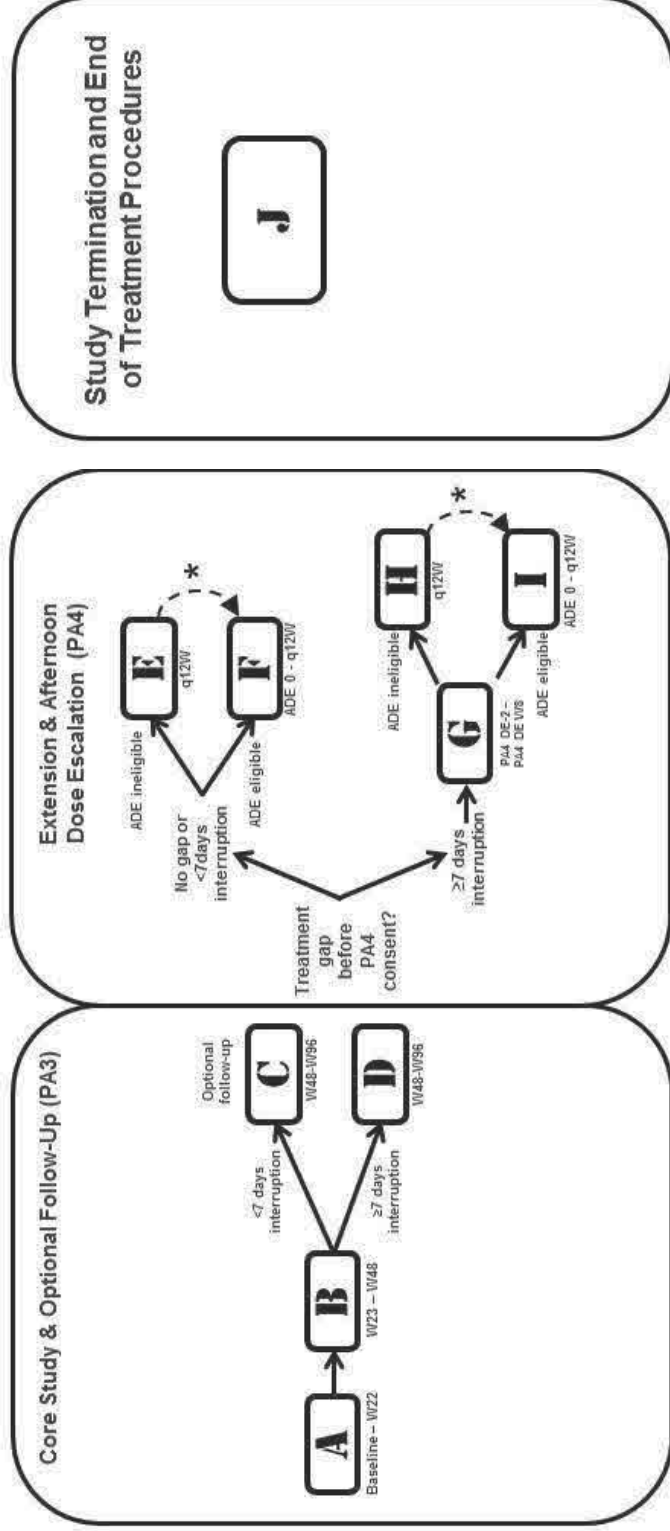 Core Study & Optional Follow-Up (PA3)
A
Baseline – W22
B
W23 – W48
<7 days
interruption
Optional
follow-up
C
W48-W96
≥7 days
interruption
D
W48-W96
Extension & Afternoon
Dose Escalation (PA4)
Treatment
gap
before
PA4
consent?
No gap or
<7days
interruption
ADE ineligible
E
q12W
*
ADE eligible
F
ADE 0 - q12W
≥7 days
interruption
G
PA4 DE-2 –
PA4 DE W8
ADE ineligible
H
q12W
*
ADE eligible
I
ADE 0 - q12W
Study Termination and End
of Treatment Procedures
J